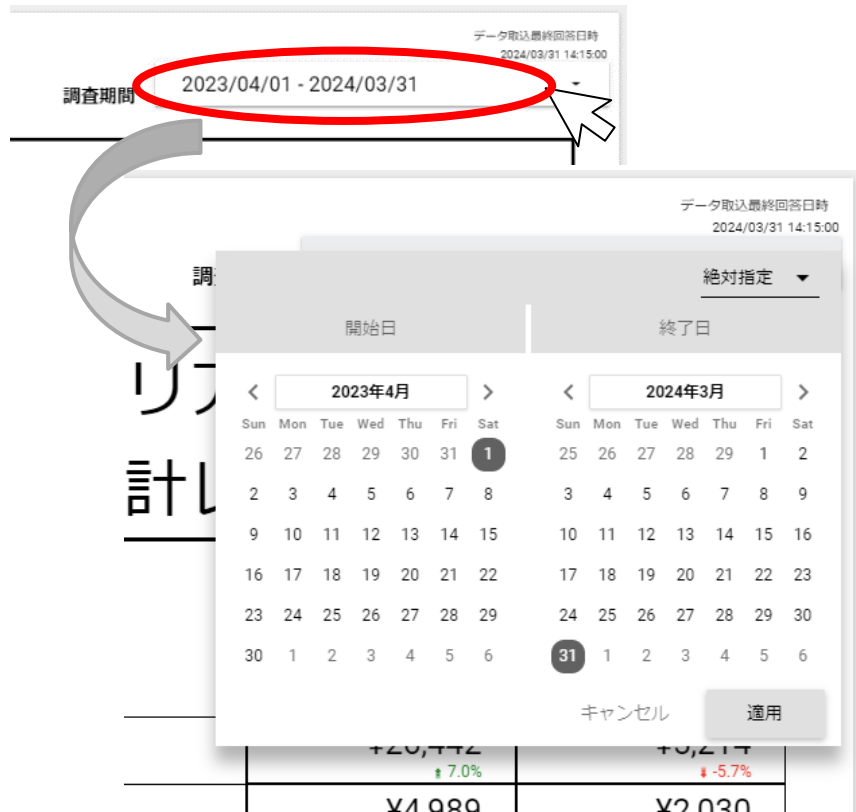 データ取込最終回答日時
2024/03/31 14:15:00
調査期間 2023/04/01 - 2024/03/31
データ取込最終回答日時
2024/03/31 14:15:00
調
絶対指定
開始日 終了日
2023年4月 2024年3月
Sun Mon Tue Wed Thu Fri Sat Sun Mon Tue Wed Thu Fri Sat
26 27 28 29 30 31 1 25 26 27 28 29 1 2
2 3 4 5 6 7 8 3 4 5 6 7 8 9
9 10 11 12 13 14 15 10 11 12 13 14 15 16
16 17 18 19 20 21 22 17 18 19 20 21 22 23
23 24 25 26 27 28 29 24 25 26 27 28 29 30
30 1 2 3 4 5 6 31 1 2 3 4 5 6
リア
計レ
キャンセル 適用
7.0% -5.7%
¥4,989 ¥2,030